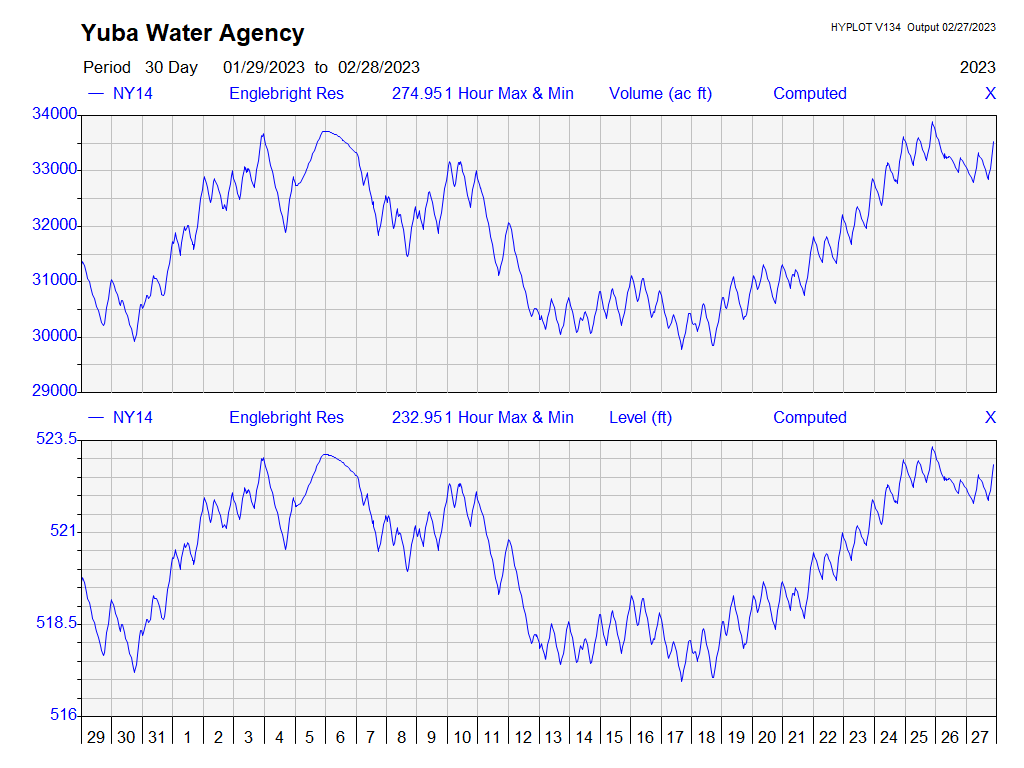 Yuba Water Agency
HYPLOT V134 Output 02/27/2023
Period 30 Day 01/29/2023 to 02/28/2023 2023
NY14 Englebright Res 274.951 Hour Max & Min Volume (ac ft) Computed X
34000
33000
32000
31000
30000
29000
NY14 Englebright Res 232.951 Hour Max & Min Level (ft) Computed X
523.5
521
518.5
516
29 30 31 1 2 3 4 5 6 7 8 9 10 11 12 13 14 15 16 17 18 19 20 21 22 23 24 25 26 27